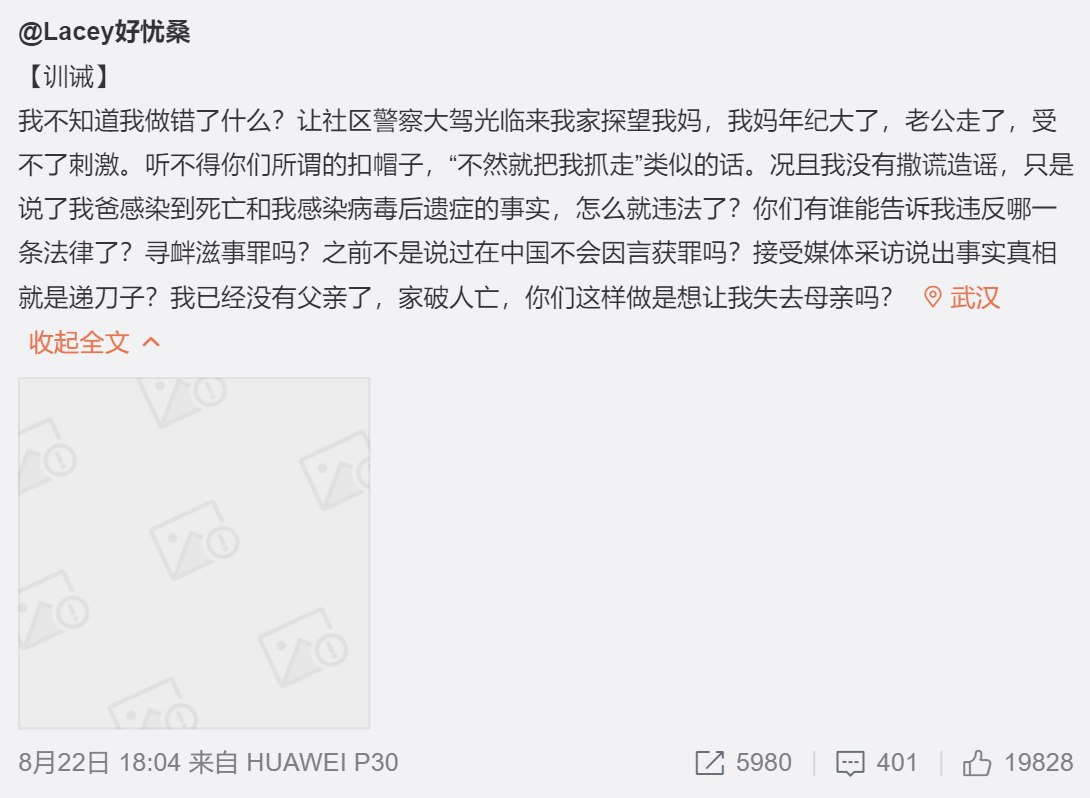 @Lacey好忧桑
【训诫】
我不知道我做错了什么？让社区警察大驾光临来我家探望我妈，我妈年纪大了，老公走了，受
不了刺激。听不得你们所谓的扣帽子，“不然就把我抓走”类似的话。况且我没有撒谎造谣，只是
说了我爸感染到死亡和我感染病毒后遗症的事实，怎么就违法了？你们有谁能告诉我违反哪一
条法律了？寻衅滋事罪吗？之前不是说过在中国不会因言获罪吗？接受媒体采访说出事实真相
就是递刀子？我已经没有父亲了，家破人亡，你们这样做是想让我失去母亲吗？ 武汉
收起全文
8月22日 18:04 来自 HUAWEI P30 5980 401 19828